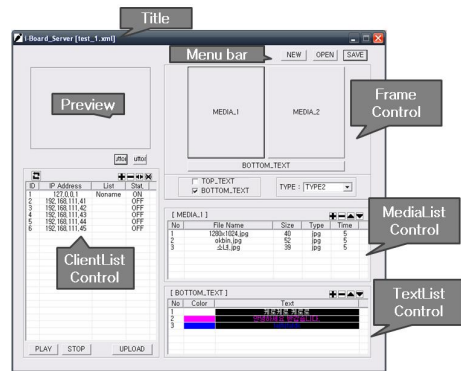 Title
I-Board_Server [test_1.xml]
Menu bar
NEW OPEN SAVE
Preview
MEDIA_1
MEDIA_2
Frame
Control
BOTTOM_TEXT
TOP_TEXT
BOTTOM_TEXT
TYPE : TYPE2
ID IP Address List Stat.
1 127.0.0.1 Noname ON
2 192.168.111.41 OFF
3 192.168.111.42 OFF
4 192.168.111.43 OFF
5 192.168.111.44 OFF
6 192.168.111.45 OFF
ClientList
Control
[ MEDIA_1 ]
No File Name Size Type Time
1 1280x1024.jpg 40 jpg 5
2 okbin.jpg 52 jpg 5
3 소녀.jpg 39 jpg 5
MediaList
Control
[ BOTTOM_TEXT ]
No Color Text
1
2
3
TextList
Control
PLAY STOP UPLOAD